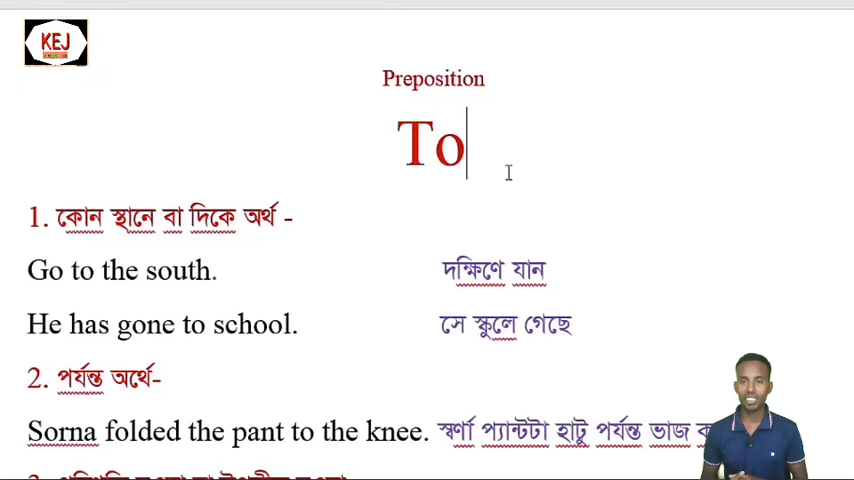 KEJ
Preposition
To
1. কোন স্থানে বা দিকে অর্থ -
Go to the south. দক্ষিণে যান
He has gone to school. সে স্কুলে গেছে
2. পর্যন্ত অর্থে-
Sorna folded the pant to the knee. স্বর্ণা প্যান্টটা হাটু পর্যন্ত ভাজ